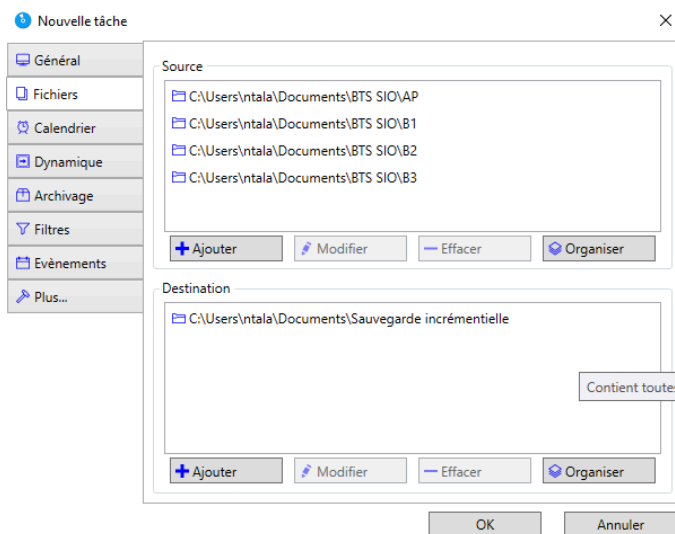 Nouvelle tâche
Général
Fichiers
Calendrier
Dynamique
Archivage
Filtres
Evènements
Plus...
Source
C:\Users\ntala\Documents\BTS SIO\AP
C:\Users\ntala\Documents\BTS SIO\B1
C:\Users\ntala\Documents\BTS SIO\B2
C:\Users\ntala\Documents\BTS SIO\B3
Ajouter Modifier Effacer Organiser
Destination
C:\Users\ntala\Documents\Sauvegarde incrémentielle
Contient toutes
Ajouter Modifier Effacer Organiser
OK Annuler